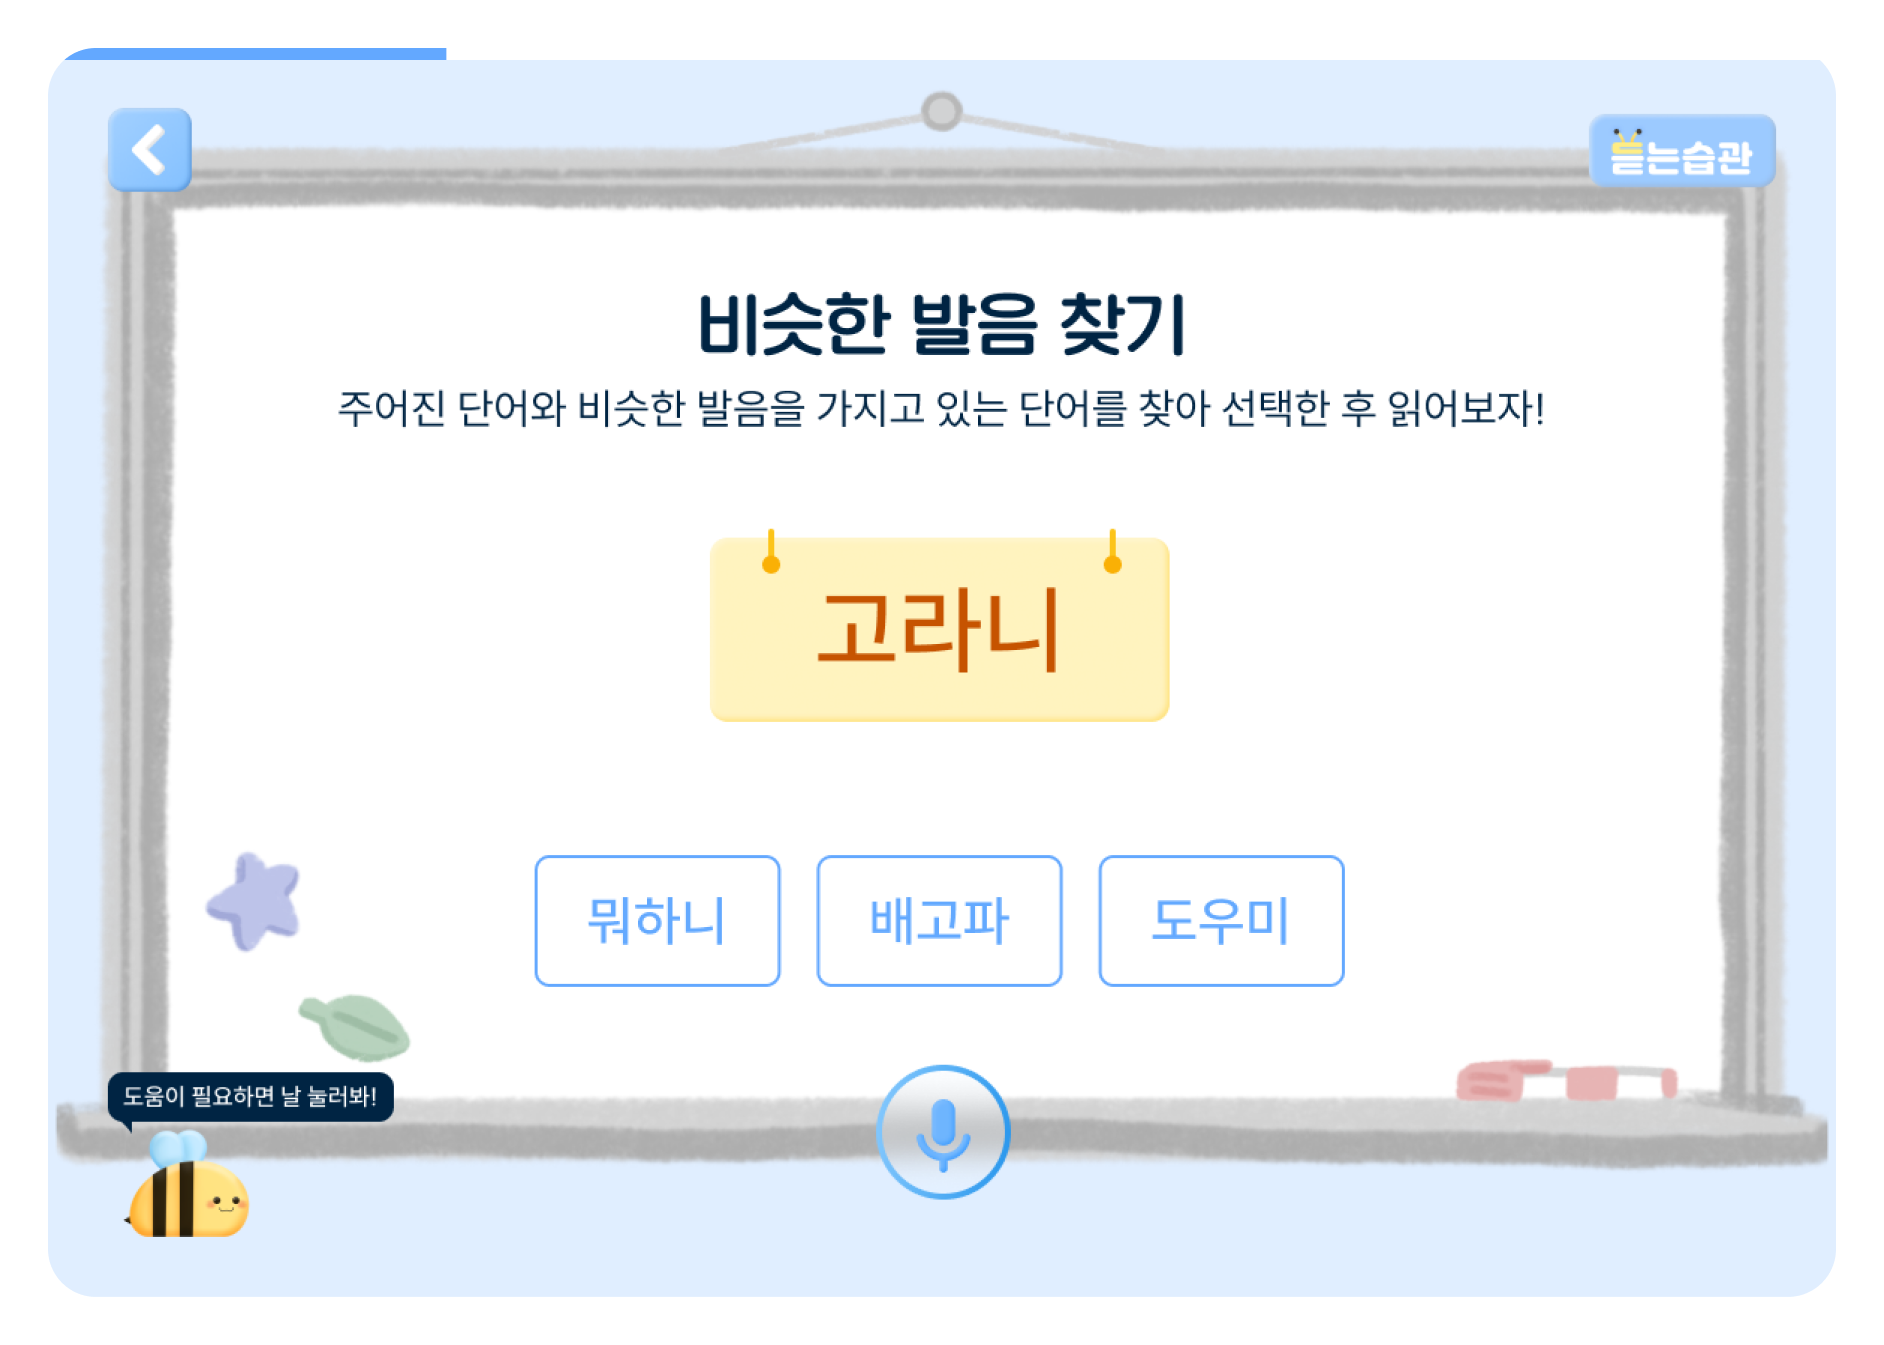 듣는습관
비슷한 발음 찾기
주어진 단어와 비슷한 발음을 가지고 있는 단어를 찾아 선택한 후 읽어보자!
고라니
뭐하니
배고파
도우미
도움이 필요하면 날 눌러봐!